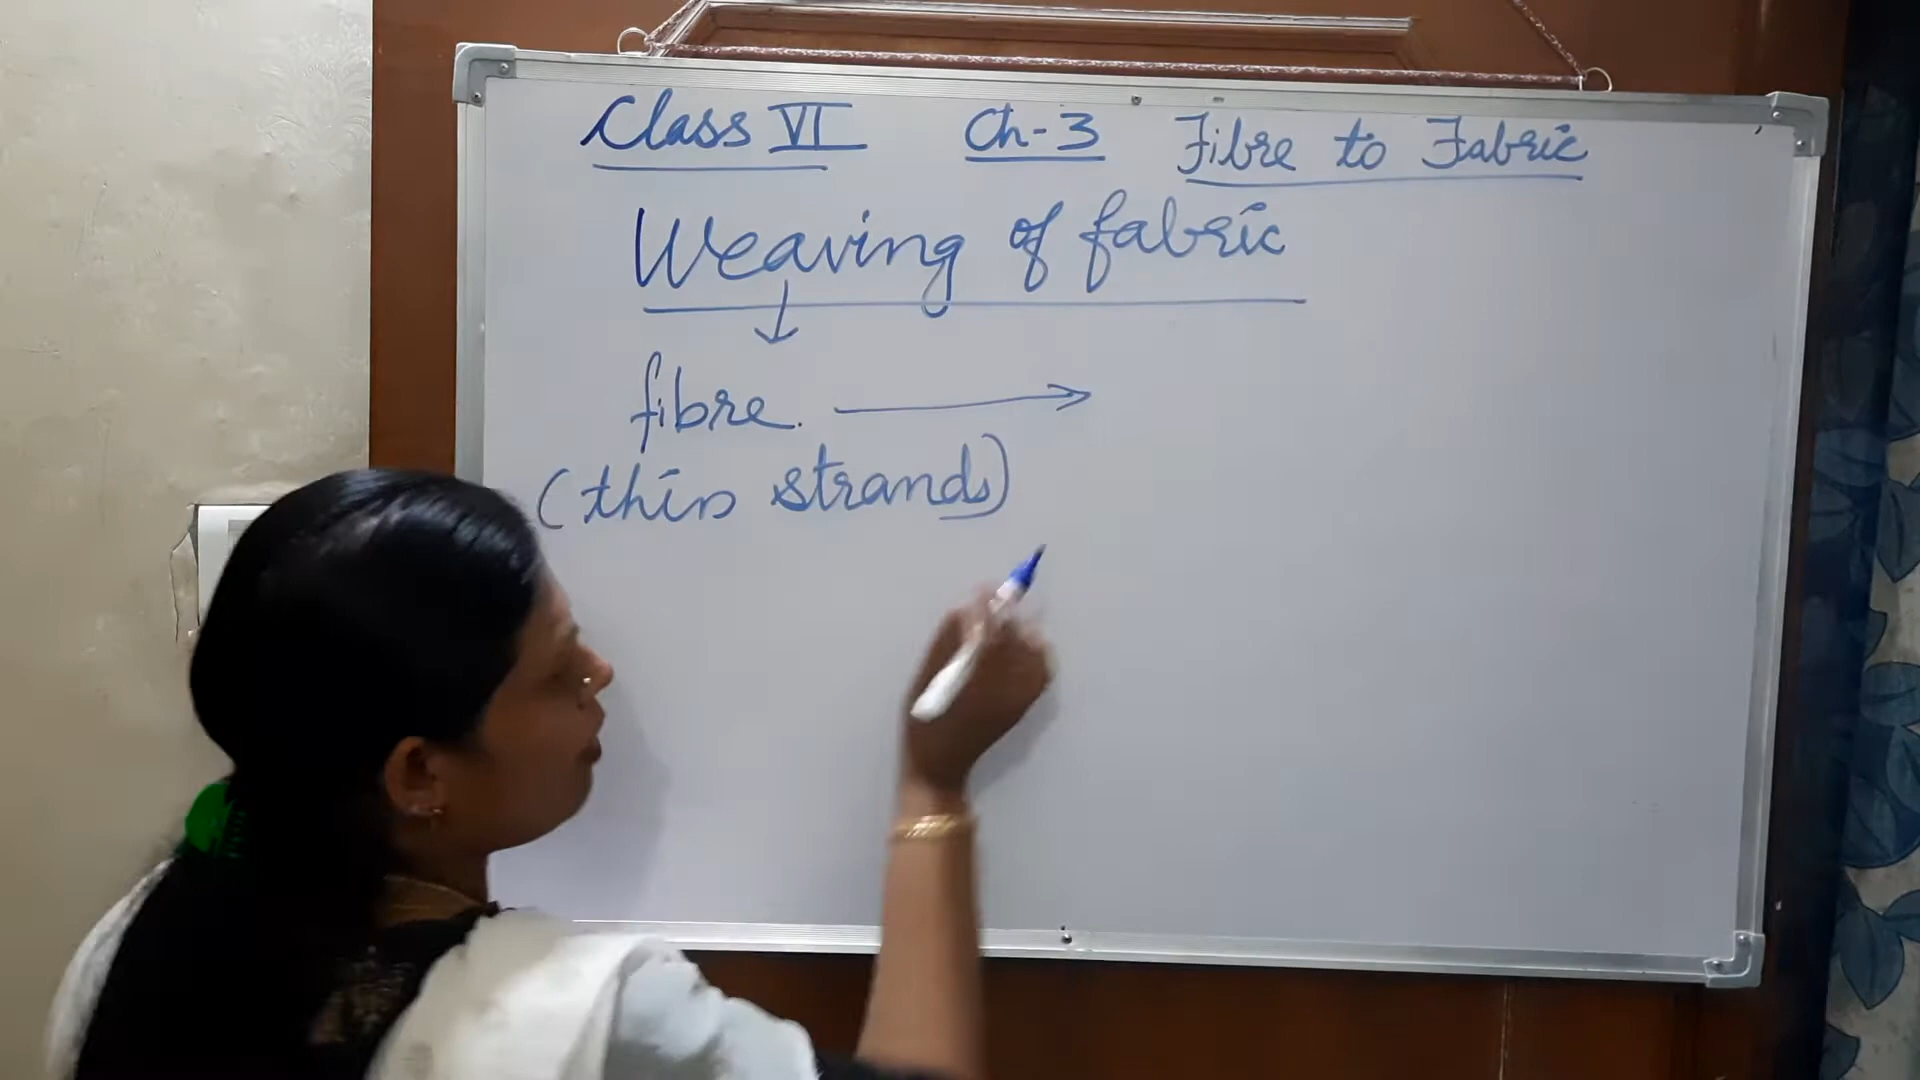 Class VI Ch-3 Fibre to Fabric
Weaving of fabric
↓
fibre. →
(thin strands)